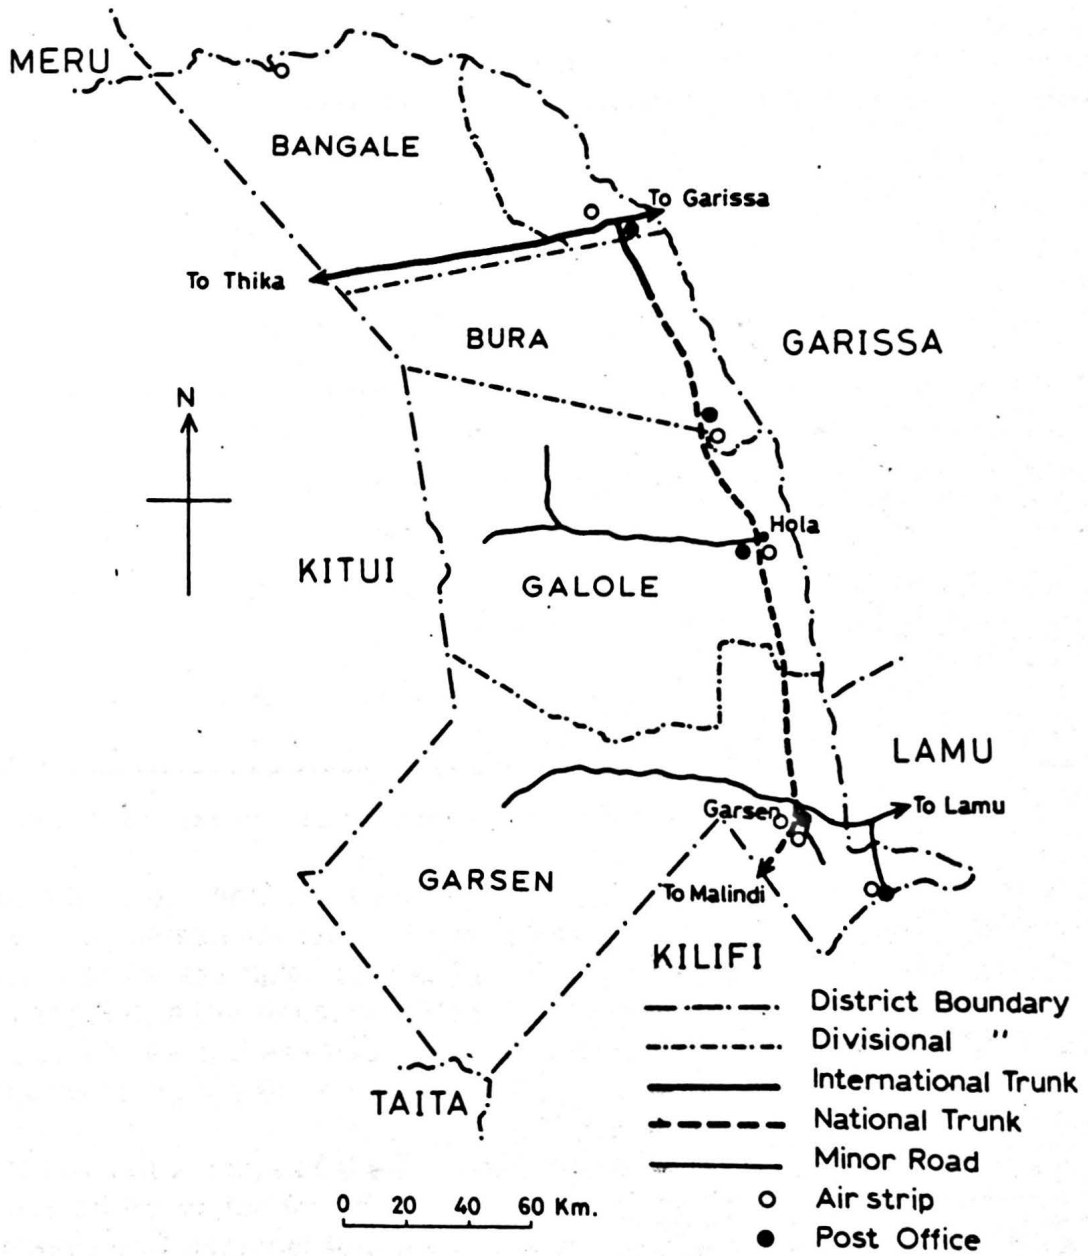 MERU
BANGALE
To Garissa
To Thika
BURA
GARISSA
N
Hola
KITUI
GALOLE
LAMU
Garsen
To Lamu
GARSEN
To Malindi
KILIFI
District Boundary
Divisional "
International Trunk
TAITA
National Trunk
Minor Road
0 20 40 60 Km.
Air strip
Post Office